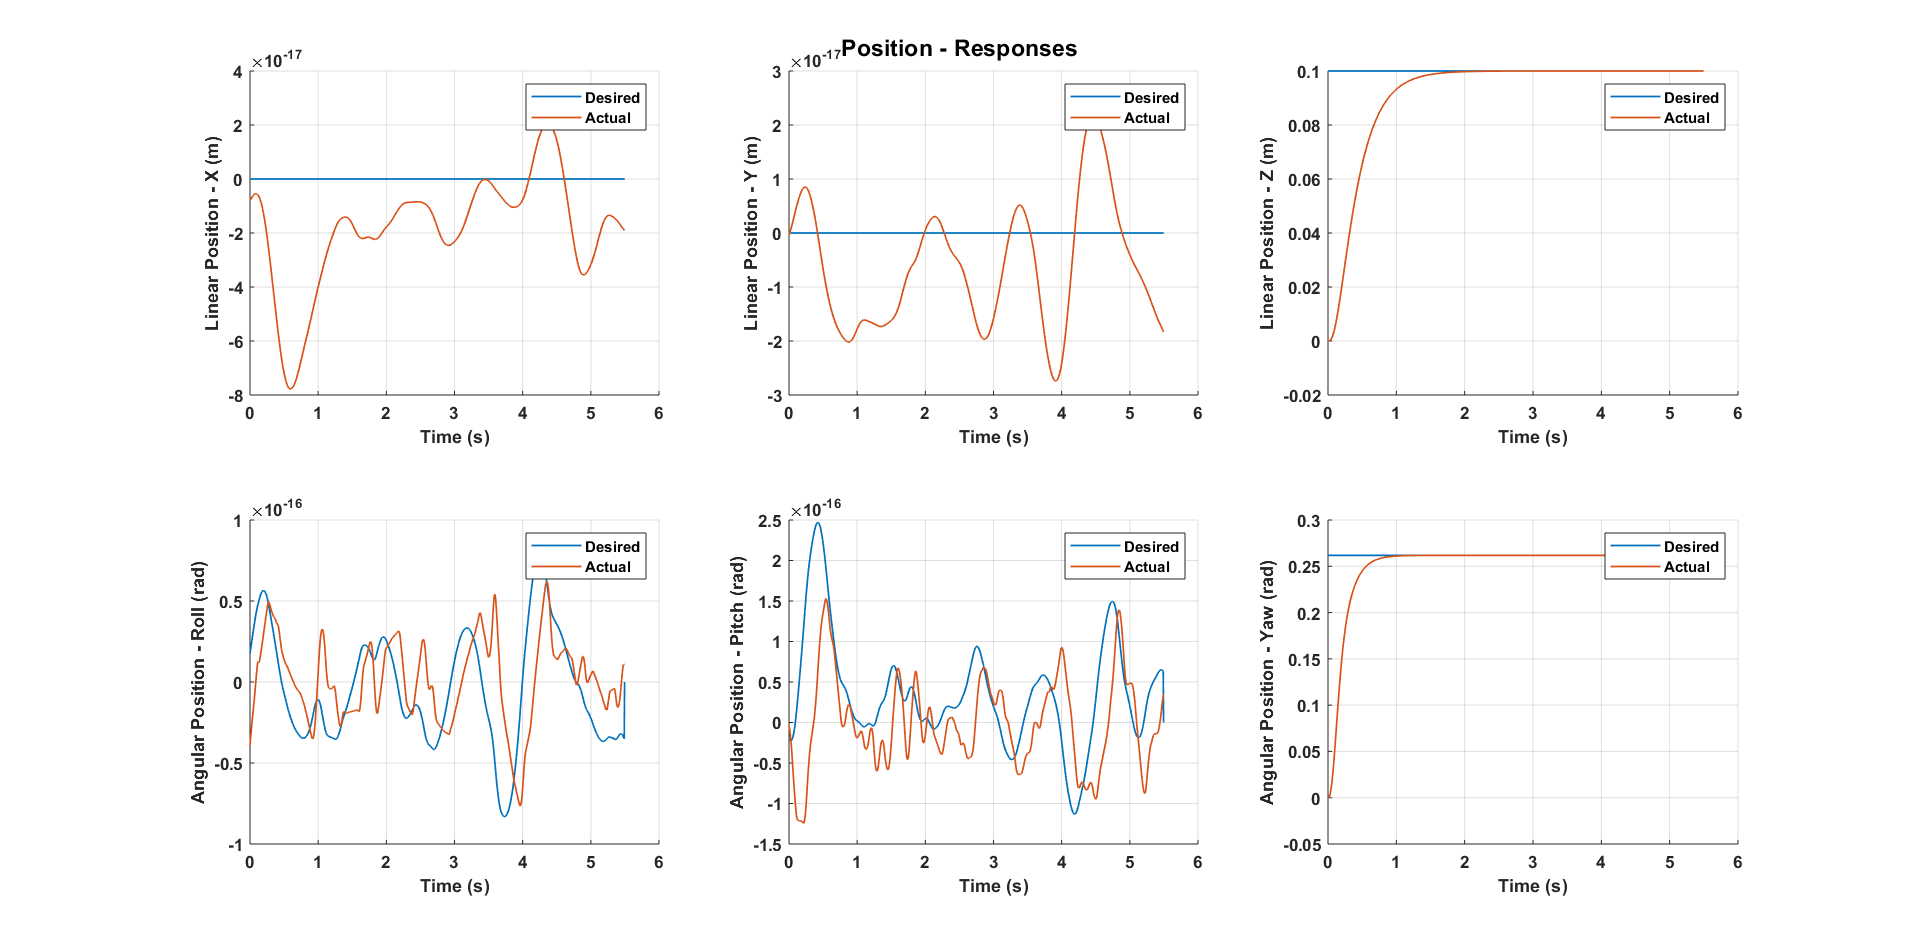 Position - Responses
×10-17
4
2
0
-2
-4
-6
-8
0 1 2 3 4 5 6
Linear Position - X (m)
Time (s)
Desired
Actual
×10-17
3
2
1
0
-1
-2
-3
0 1 2 3 4 5 6
Linear Position - Y (m)
Time (s)
Desired
Actual
0.1
0.08
0.06
0.04
0.02
0
-0.02
0 1 2 3 4 5 6
Linear Position - Z (m)
Time (s)
Desired
Actual
×10-16
1
0.5
0
-0.5
-1
0 1 2 3 4 5 6
Angular Position - Roll (rad)
Time (s)
Desired
Actual
×10-16
2.5
2
1.5
1
0.5
0
-0.5
-1
-1.5
0 1 2 3 4 5 6
Angular Position - Pitch (rad)
Time (s)
Desired
Actual
0.3
0.25
0.2
0.15
0.1
0.05
0
-0.05
0 1 2 3 4 5 6
Angular Position - Yaw (rad)
Time (s)
Desired
Actual